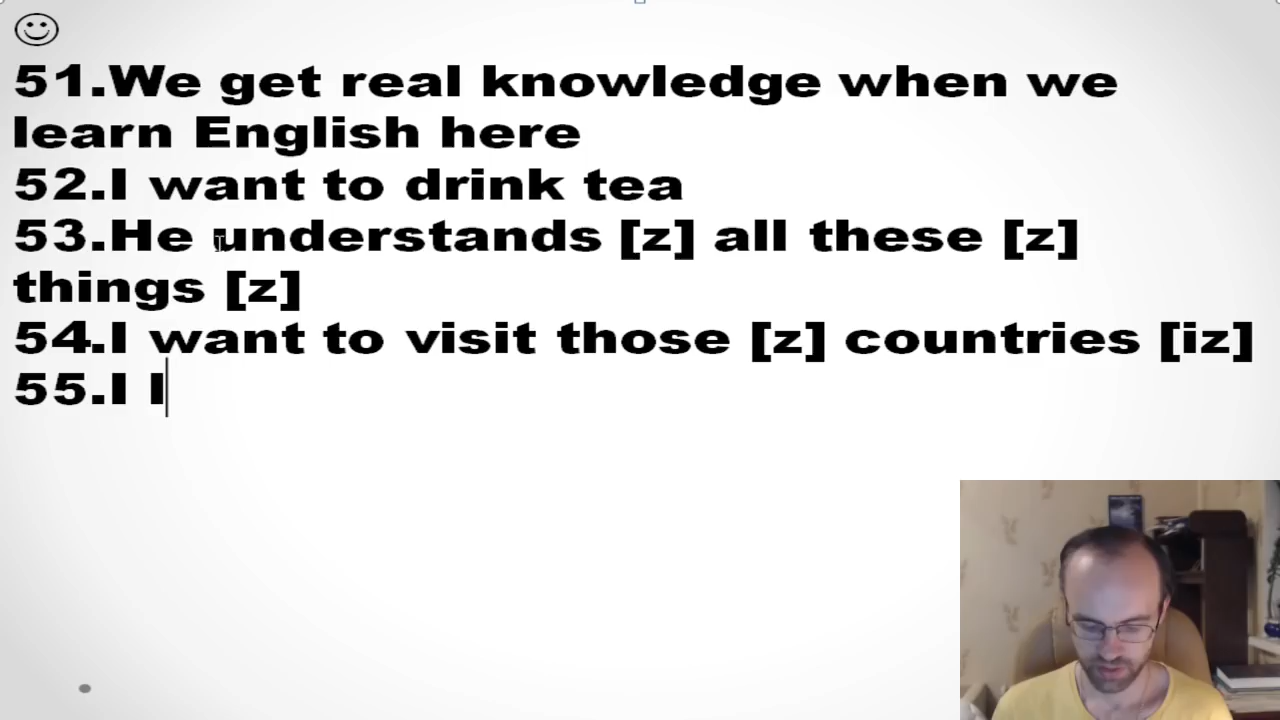 51.We get real knowledge when we
learn English here
52.I want to drink tea
53.He understands [z] all these [z]
things [z]
54.I want to visit those [z] countries [iz]
55.I l